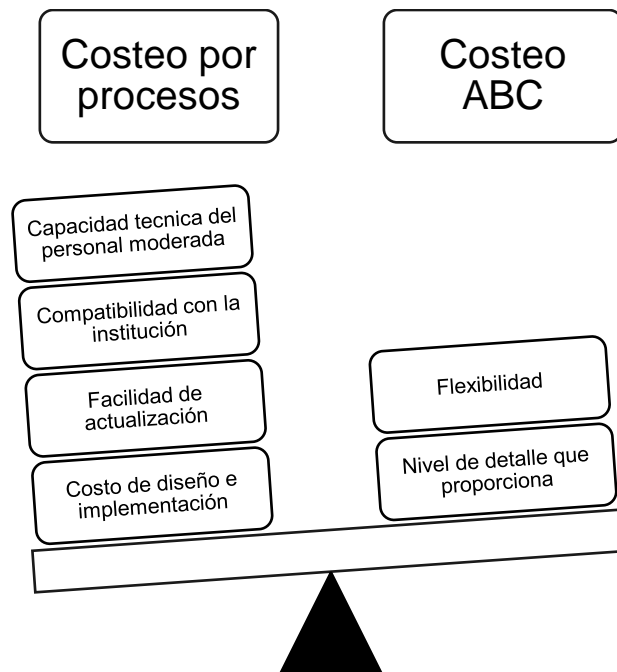 Costeo por
procesos
Costeo
ABC
Capacidad tecnica del
personal moderada
Compatibilidad con la
institución
Facilidad de
actualización
Costo de diseño e
implementación
Flexibilidad
Nivel de detalle que
proporciona